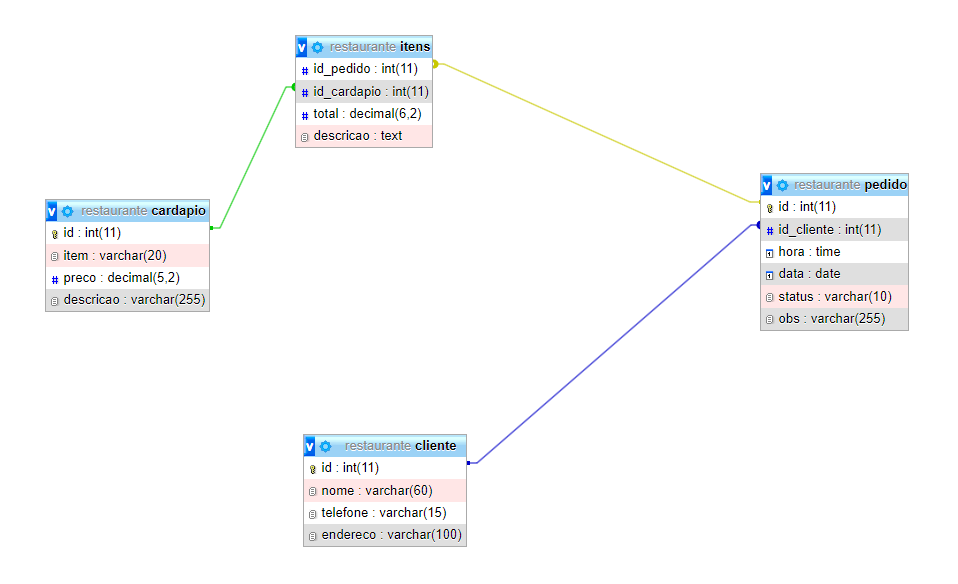 v restaurante itens
# id_pedido : int(11)
# id_cardapio : int(11)
# total : decimal(6,2)
descricao : text
v restaurante cardapio
id : int(11)
item : varchar(20)
# preco : decimal(5,2)
descricao : varchar(255)
v restaurante pedido
id : int(11)
# id_cliente : int(11)
hora : time
data : date
status : varchar(10)
obs : varchar(255)
v restaurante cliente
id : int(11)
nome : varchar(60)
telefone : varchar(15)
endereco : varchar(100)